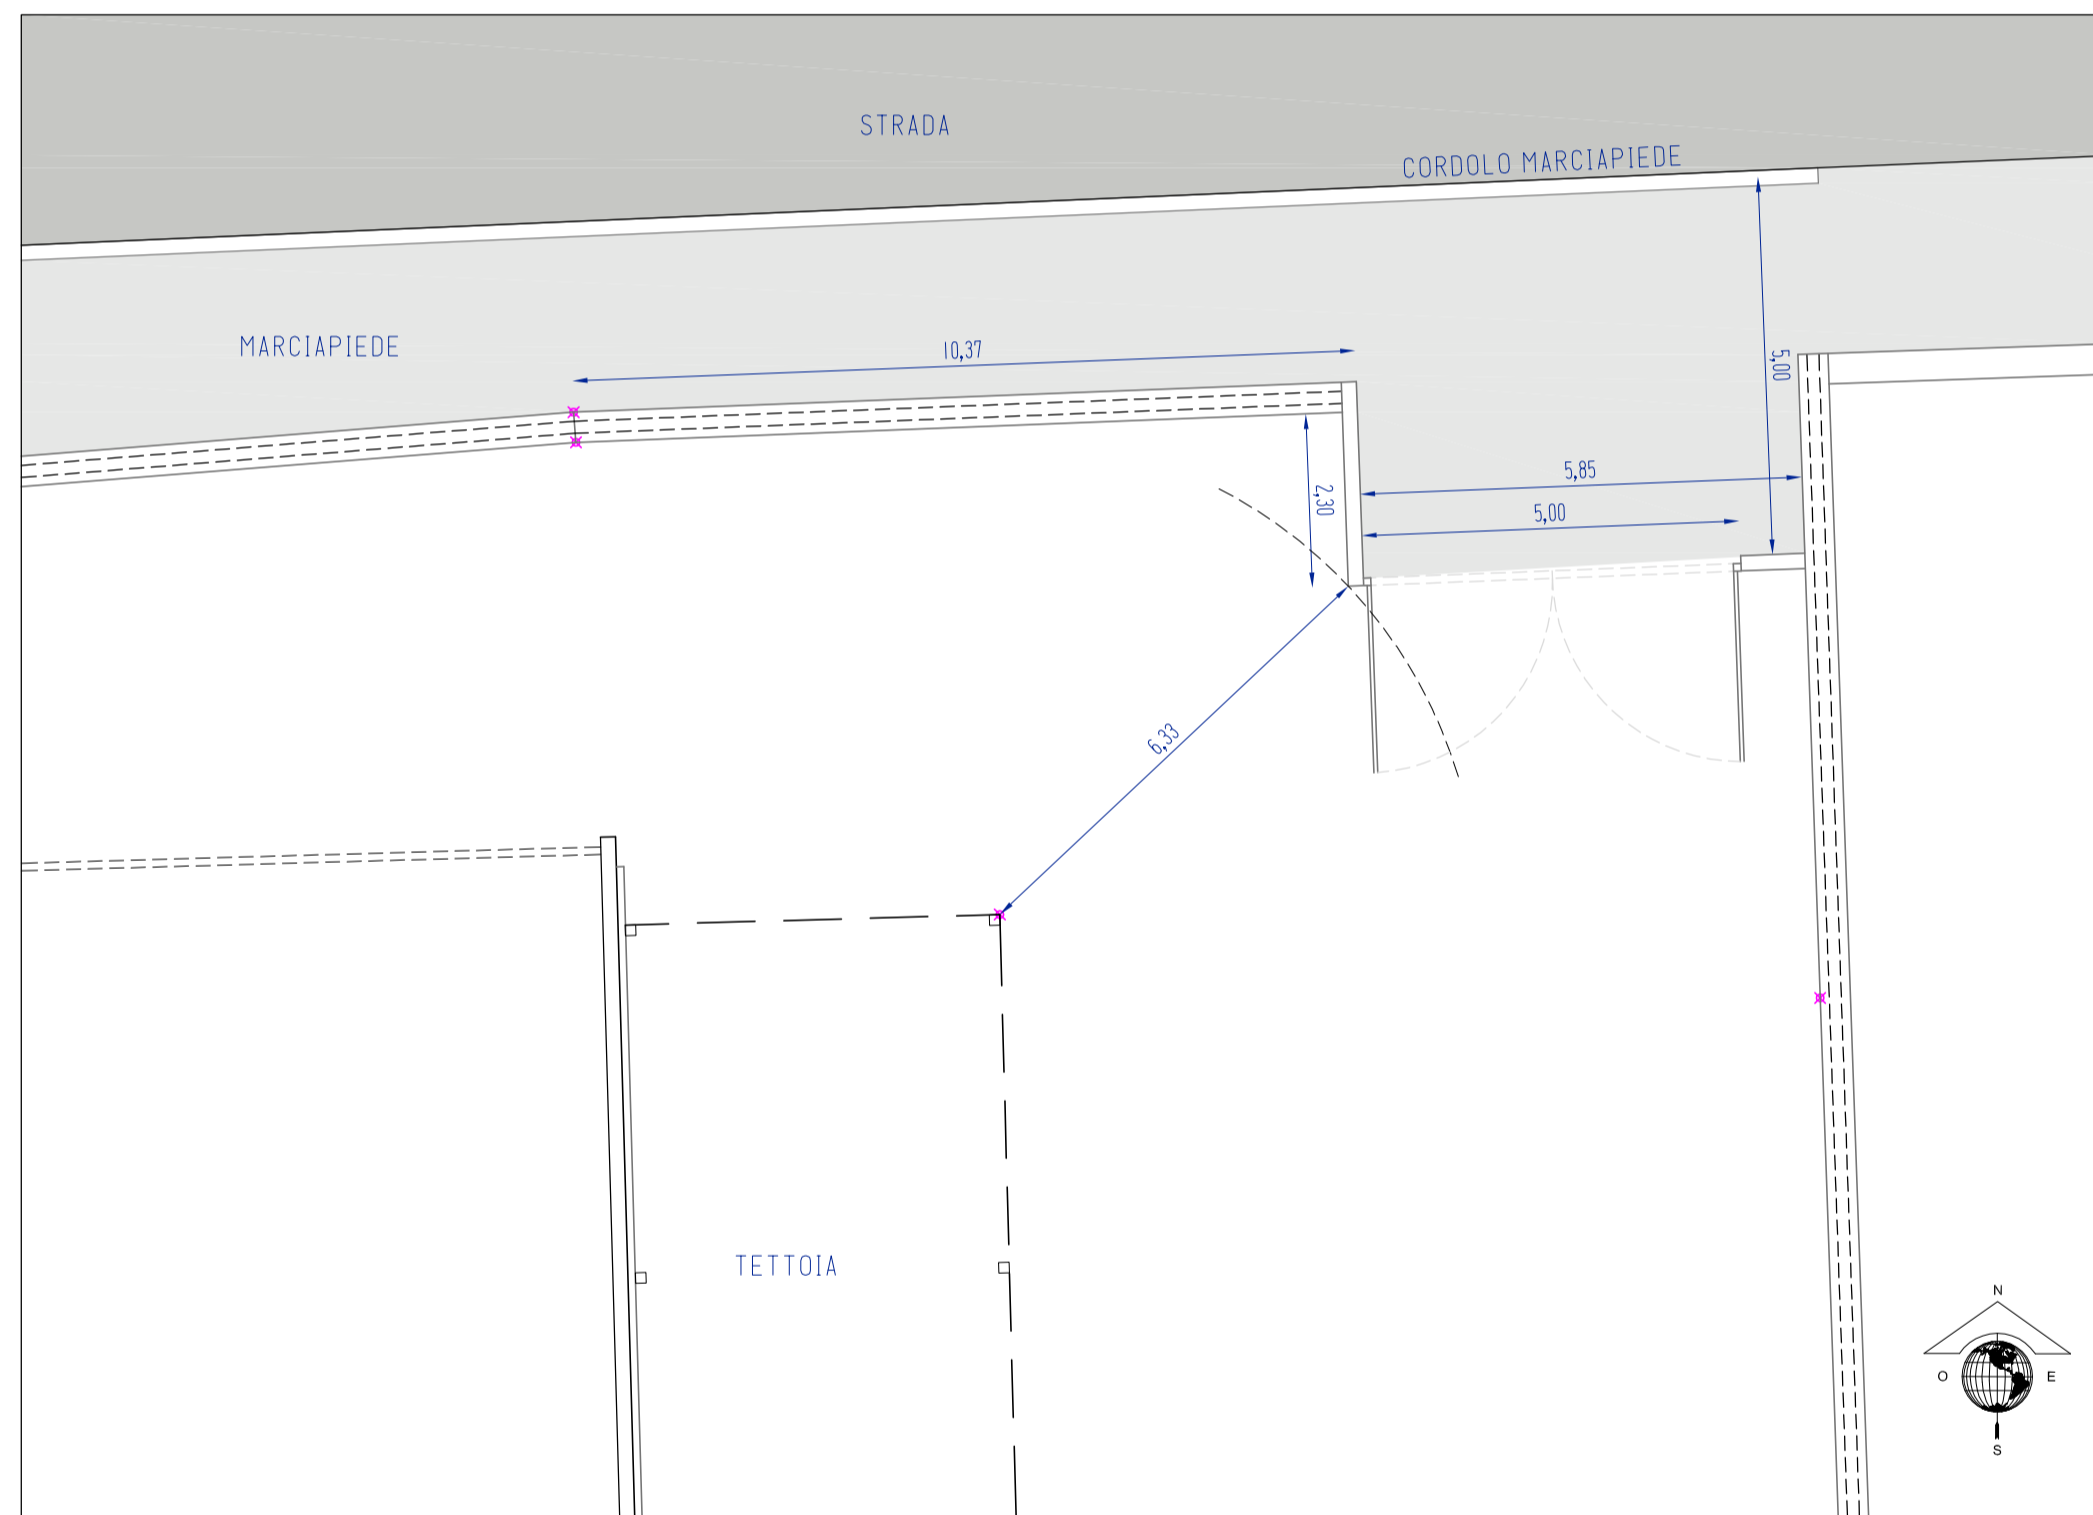 STRADA
CORDOLO MARCIAPIEDE
MARCIAPIEDE
10,37
5,00
5,85
2,30
5,00
6,33
TETTOIA
N
O
E
S